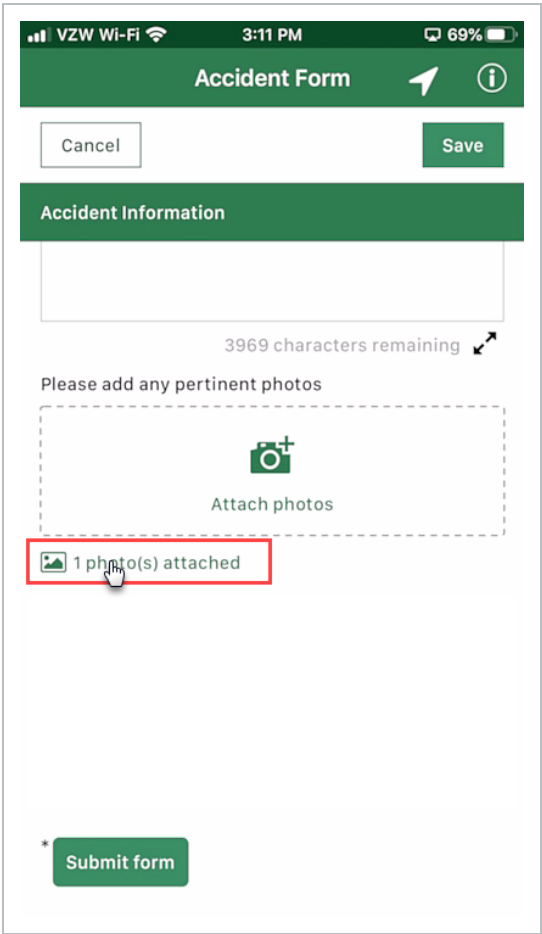 VZW Wi-Fi 3:11 PM 69%
Accident Form
Cancel Save
Accident Information
3969 characters remaining
Please add any pertinent photos
Attach photos
1 photo(s) attached
*
Submit form